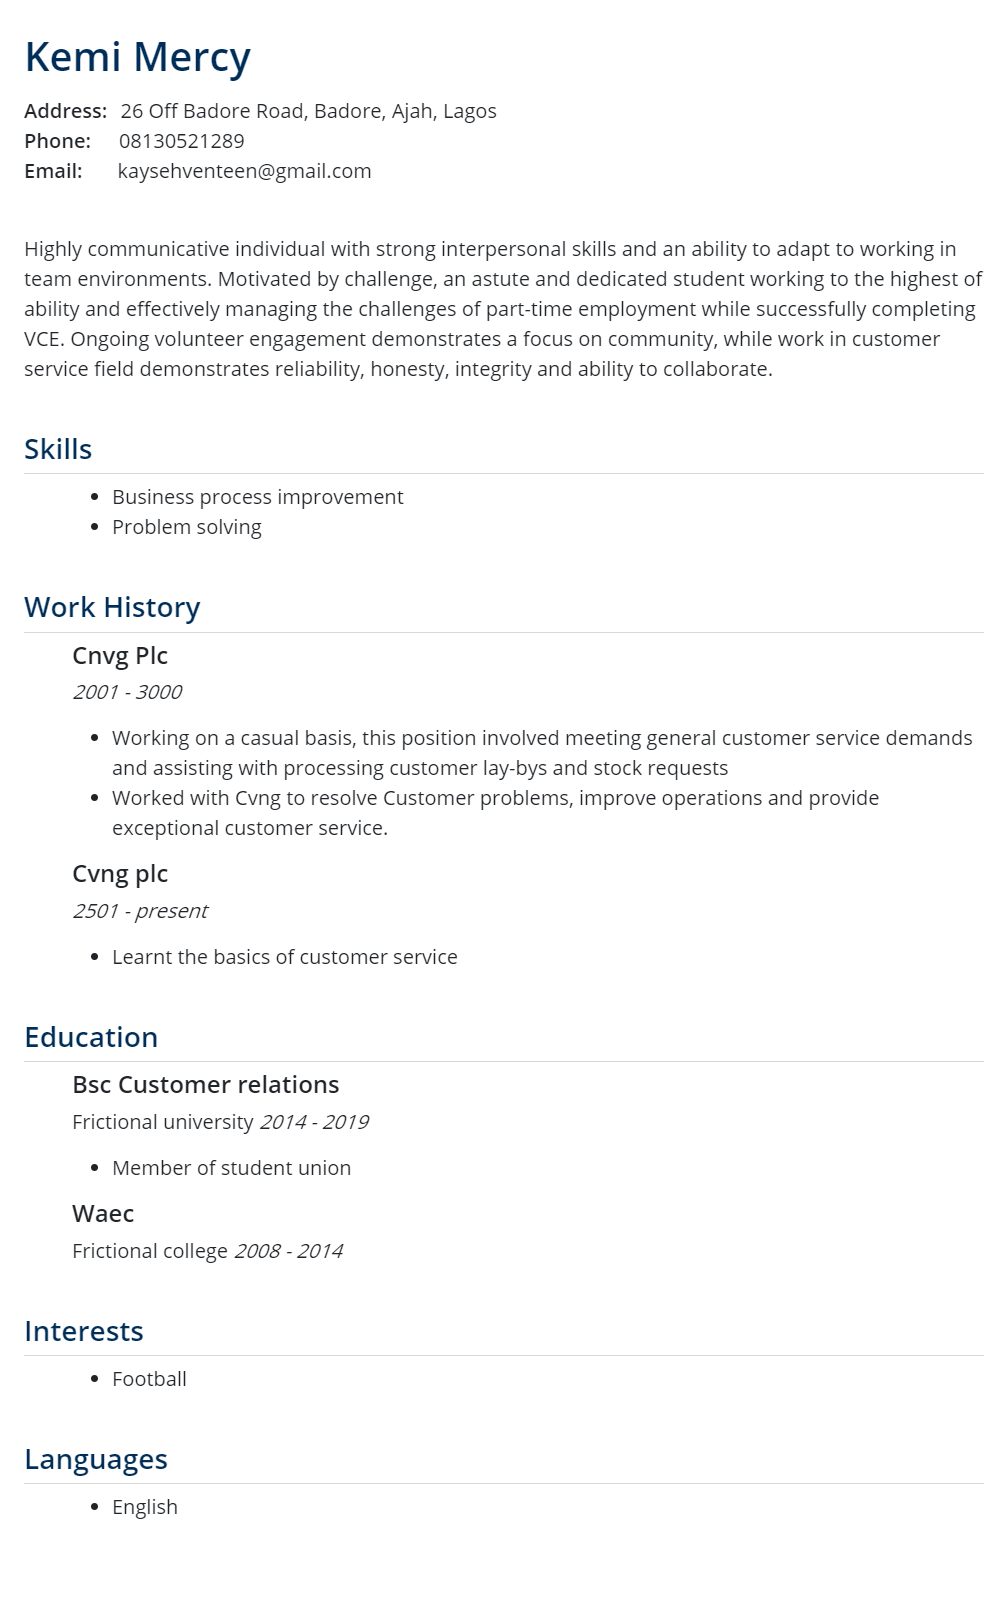 Kemi Mercy
Address: 26 Off Badore Road, Badore, Ajah, Lagos
Phone: 08130521289
Email: kaysehventeen@gmail.com
Highly communicative individual with strong interpersonal skills and an ability to adapt to working in
team environments. Motivated by challenge, an astute and dedicated student working to the highest of
ability and effectively managing the challenges of part-time employment while successfully completing
VCE. Ongoing volunteer engagement demonstrates a focus on community, while work in customer
service field demonstrates reliability, honesty, integrity and ability to collaborate.
Skills
• Business process improvement
• Problem solving
Work History
Cnvg Plc
2001 - 3000
• Working on a casual basis, this position involved meeting general customer service demands
and assisting with processing customer lay-bys and stock requests
• Worked with Cvng to resolve Customer problems, improve operations and provide
exceptional customer service.
Cvng plc
2501 - present
• Learnt the basics of customer service
Education
Bsc Customer relations
Frictional university 2014 - 2019
• Member of student union
Waec
Frictional college 2008 - 2014
Interests
• Football
Languages
• English